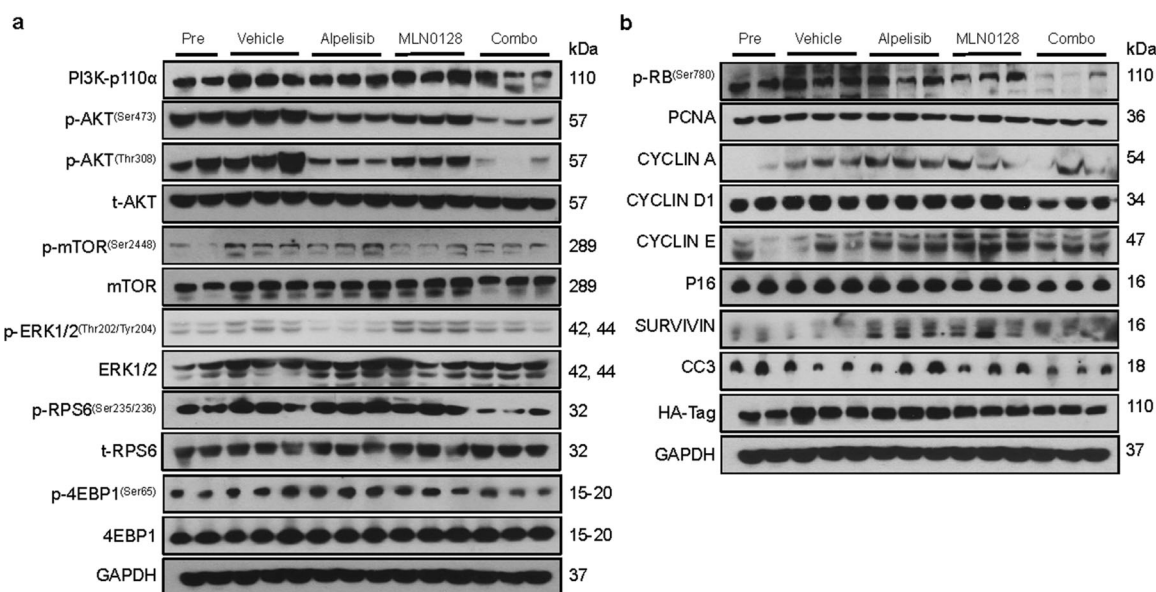 a
Pre Vehicle Alpelisib MLN0128 Combo
kDa
PI3K-p110α 110
p-AKT(Ser473) 57
p-AKT(Thr308) 57
t-AKT 57
p-mTOR(Ser2448) 289
mTOR 289
p-ERK1/2(Thr202/Tyr204) 42, 44
ERK1/2 42, 44
p-RPS6(Ser235/236) 32
t-RPS6 32
p-4EBP1(Ser65) 15-20
4EBP1 15-20
GAPDH 37
b
Pre Vehicle Alpelisib MLN0128 Combo
kDa
p-RB(Ser780) 110
PCNA 36
CYCLIN A 54
CYCLIN D1 34
CYCLIN E 47
P16 16
SURVIVIN 16
CC3 18
HA-Tag 110
GAPDH 37